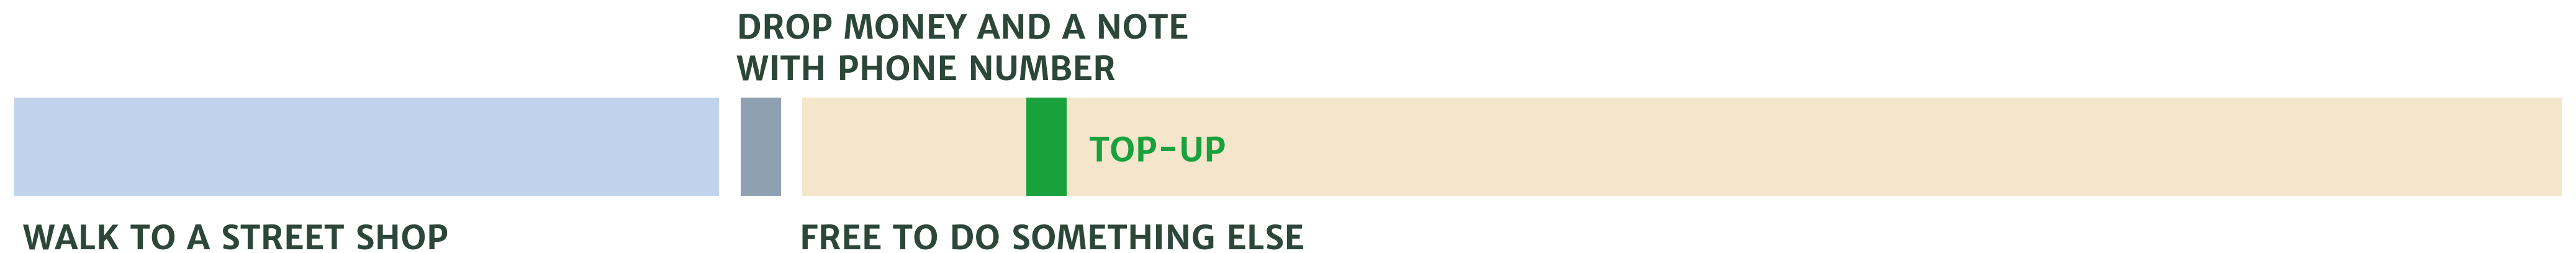 DROP MONEY AND A NOTE
WITH PHONE NUMBER
TOP-UP
WALK TO A STREET SHOP
FREE TO DO SOMETHING ELSE